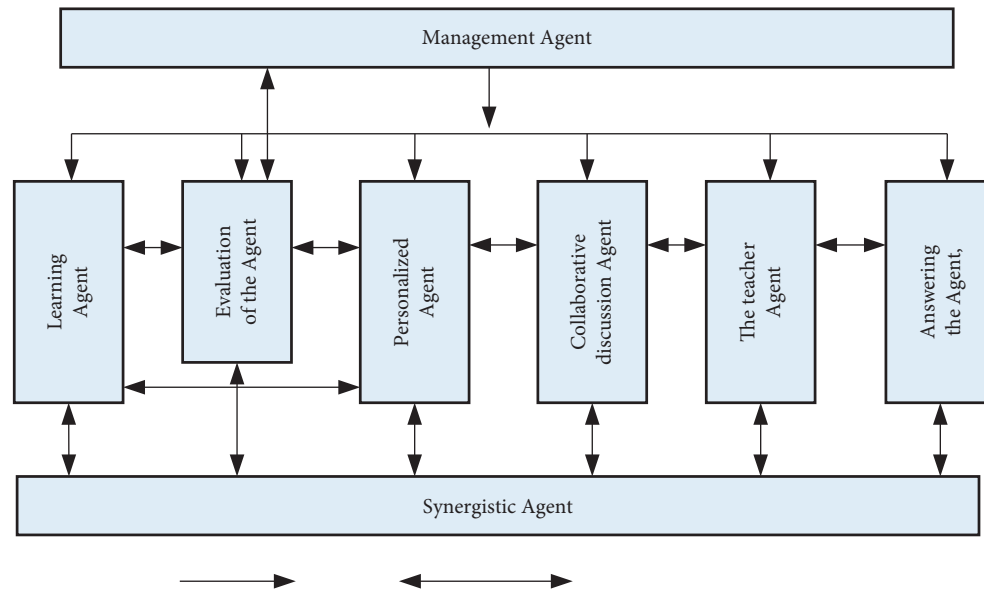 Management Agent
Learning
Agent
Evaluation
of the Agent
Personalized
Agent
Collaborative
discussion Agent
The teacher
Agent
Answering
the Agent,
Synergistic Agent